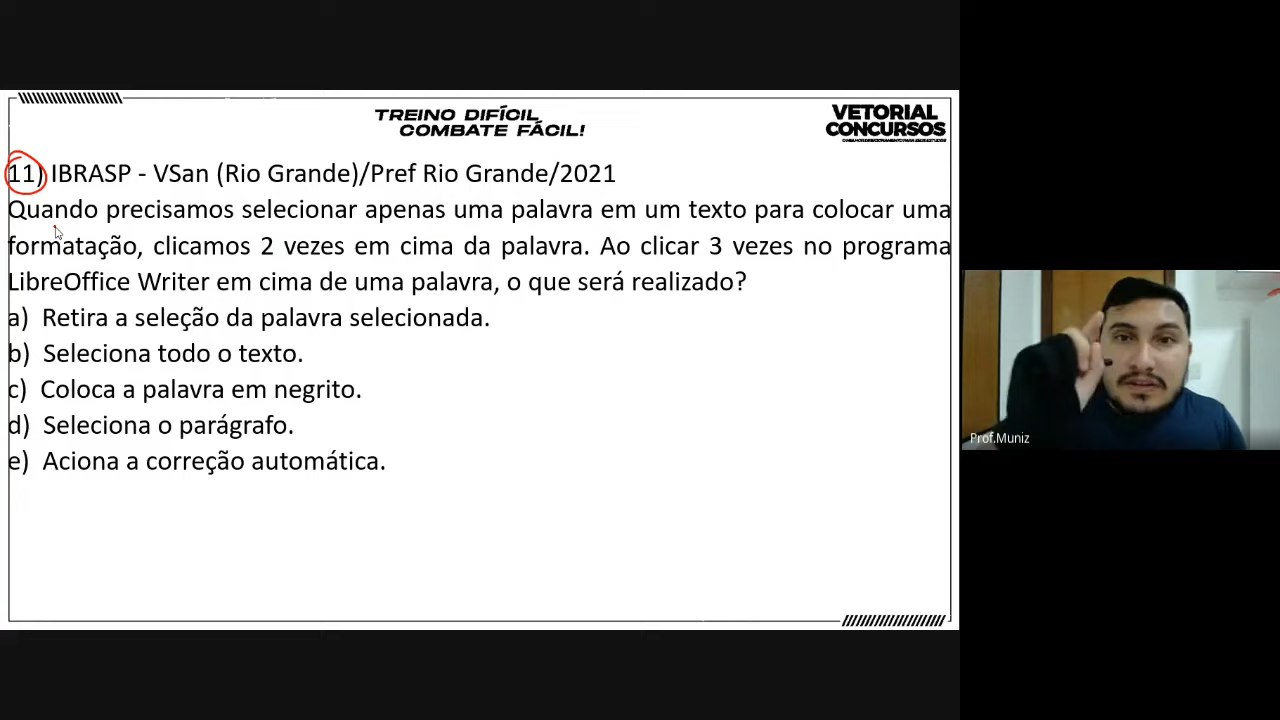 TREINO DIFÍCIL
COMBATE FÁCIL!
VETORIAL
CONCURSOS
11) IBRASP - VSan (Rio Grande)/Pref Rio Grande/2021
Quando precisamos selecionar apenas uma palavra em um texto para colocar uma
formatação, clicamos 2 vezes em cima da palavra. Ao clicar 3 vezes no programa
LibreOffice Writer em cima de uma palavra, o que será realizado?
a) Retira a seleção da palavra selecionada.
b) Seleciona todo o texto.
c) Coloca a palavra em negrito.
d) Seleciona o parágrafo.
e) Aciona a correção automática.
Prof.Muniz